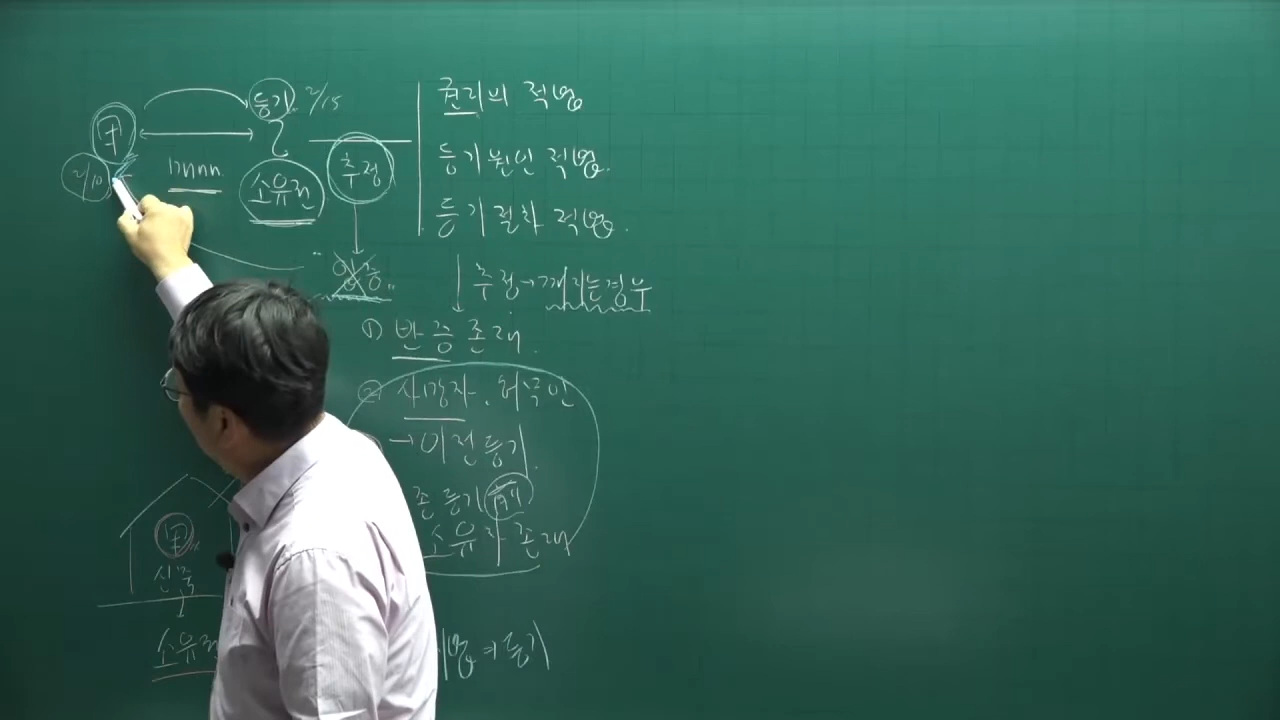 등기 2/15
甲
2/10
소유권
추정
권리의 적법
등기원인 적법.
등기절차 적법.
추정→깨지는경우
① 반증존재.
② 사망자. 허무인
→이전등기.
존 등기
소유자 존재
신축
소유권
법⇒등기